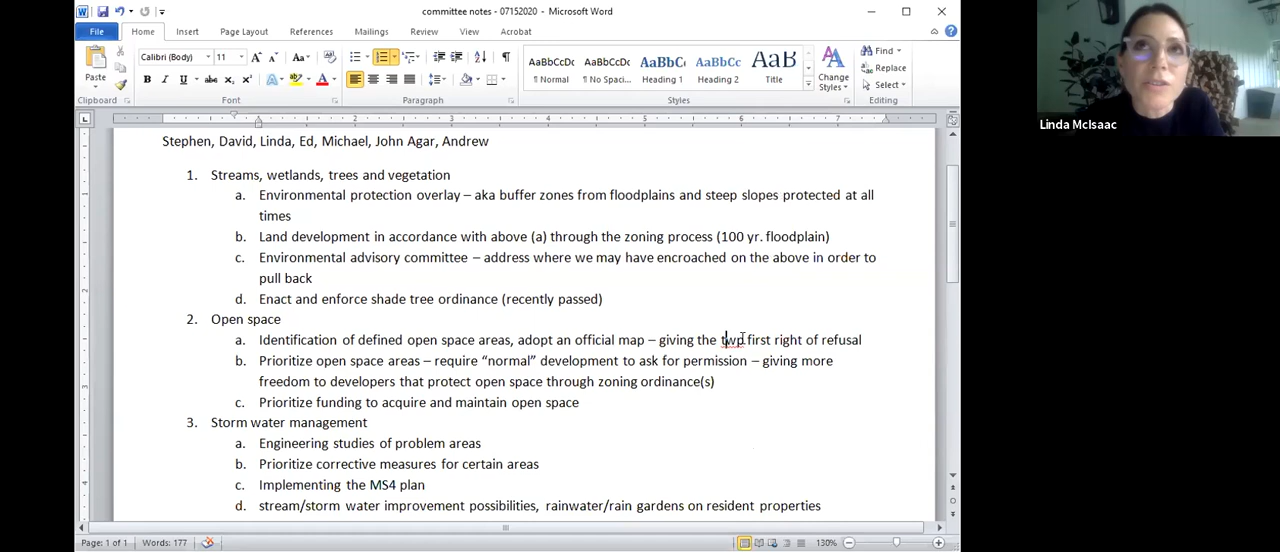 committee notes - 07152020 - Microsoft Word
File Home Insert Page Layout References Mailings Review View Acrobat
Calibri (Body) 11
AaBbCcDc AaBbCcDc AaBbCc AaBbCc AaB
¶ Normal ¶ No Spaci... Heading 1 Heading 2 Title
Paste
B I U abc
Change
Styles
Find
Replace
Select
Clipboard Font Paragraph Styles Editing
1 2 3 4 5 6 7
Stephen, David, Linda, Ed, Michael, John Agar, Andrew
1. Streams, wetlands, trees and vegetation
a. Environmental protection overlay – aka buffer zones from floodplains and steep slopes protected at all
times
b. Land development in accordance with above (a) through the zoning process (100 yr. floodplain)
c. Environmental advisory committee – address where we may have encroached on the above in order to
pull back
d. Enact and enforce shade tree ordinance (recently passed)
2. Open space
a. Identification of defined open space areas, adopt an official map – giving the twp first right of refusal
b. Prioritize open space areas – require “normal” development to ask for permission – giving more
freedom to developers that protect open space through zoning ordinance(s)
c. Prioritize funding to acquire and maintain open space
3. Storm water management
a. Engineering studies of problem areas
b. Prioritize corrective measures for certain areas
c. Implementing the MS4 plan
d. stream/storm water improvement possibilities, rainwater/rain gardens on resident properties
Page: 1 of 1 Words: 177 130%
Linda McIsaac